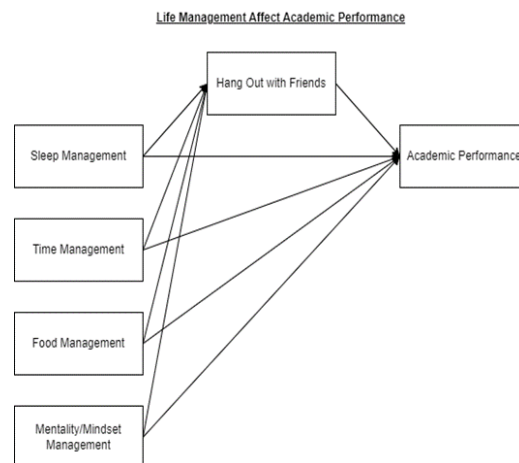 Life Management Affect Academic Performance
Hang Out with Friends
Sleep Management
Academic Performance
Time Management
Food Management
Mentality/Mindset
Management